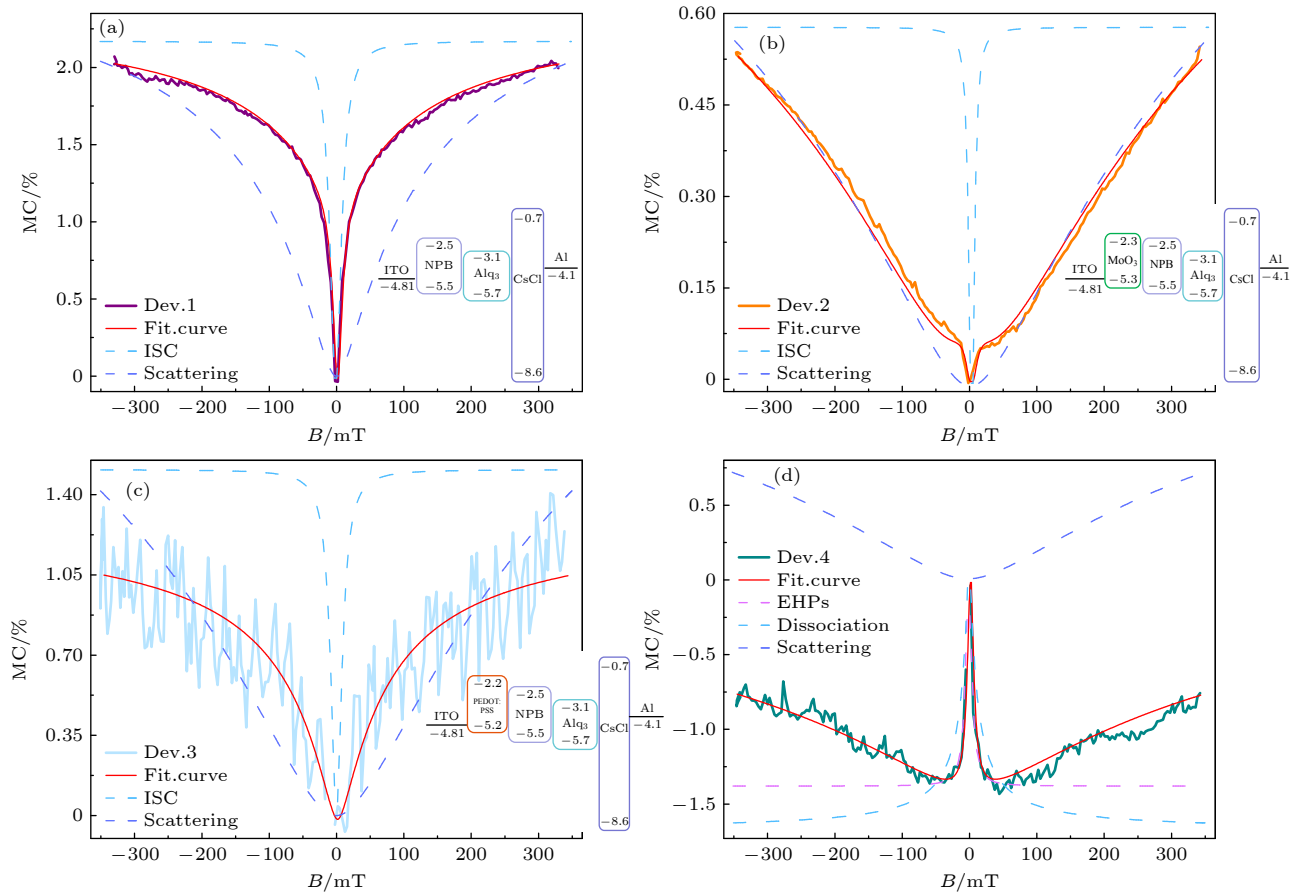 (a)
MC/%
2.0
1.5
1.0
0.5
0
−300
−200
−100
0
100
200
300
B/mT
Dev.1
Fit.curve
ISC
Scattering
ITO
−4.81
−2.5
NPB
−5.5
−3.1
Alq3
−5.7
−0.7
CsCl
−8.6
Al
−4.1
(b)
MC/%
0.60
0.45
0.30
0.15
0
−300
−200
−100
0
100
200
300
B/mT
Dev.2
Fit.curve
ISC
Scattering
ITO
−4.81
−2.3
MoO3
−5.3
−2.5
NPB
−5.5
−3.1
Alq3
−5.7
−0.7
CsCl
−8.6
Al
−4.1
(c)
MC/%
1.40
1.05
0.70
0.35
0
−300
−200
−100
0
100
200
300
B/mT
Dev.3
Fit.curve
ISC
Scattering
ITO
−4.81
−2.2
PEDOT:
PSS
−5.2
−2.5
NPB
−5.5
−3.1
Alq3
−5.7
−0.7
CsCl
−8.6
Al
−4.1
(d)
MC/%
0.5
0
−0.5
−1.0
−1.5
−300
−200
−100
0
100
200
300
B/mT
Dev.4
Fit.curve
EHPs
Dissociation
Scattering